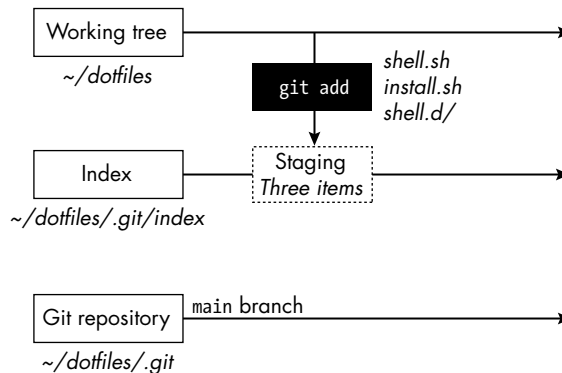 Working tree
~/dotfiles
git add
shell.sh
install.sh
shell.d/
Index
~/dotfiles/.git/index
Staging
Three items
Git repository
~/dotfiles/.git
main branch